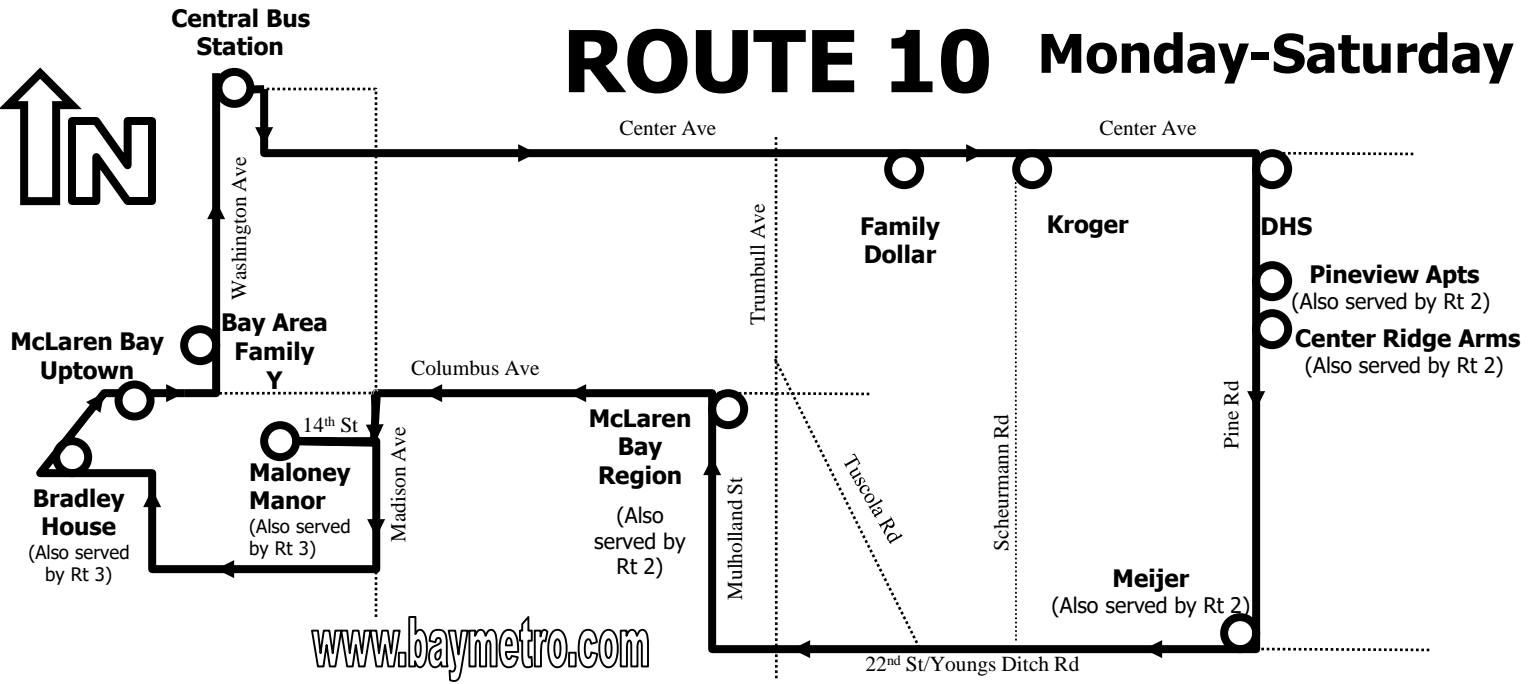 Central Bus
Station
ROUTE 10
Monday-Saturday
N
Center Ave
Center Ave
Washington Ave
Trumbull Ave
Family
Dollar
Kroger
DHS
Pineview Apts
(Also served by Rt 2)
Center Ridge Arms
(Also served by Rt 2)
McLaren Bay
Uptown
Bay Area
Family
Y
Columbus Ave
14th St
McLaren
Bay
Region
(Also
served by
Rt 2)
Maloney
Manor
(Also served
by Rt 3)
Madison Ave
Bradley
House
(Also served
by Rt 3)
Mulholland St
Tuscola Rd
Scheurmann Rd
Pine Rd
Meijer
(Also served by Rt 2)
www.baymetro.com
22nd St/Youngs Ditch Rd